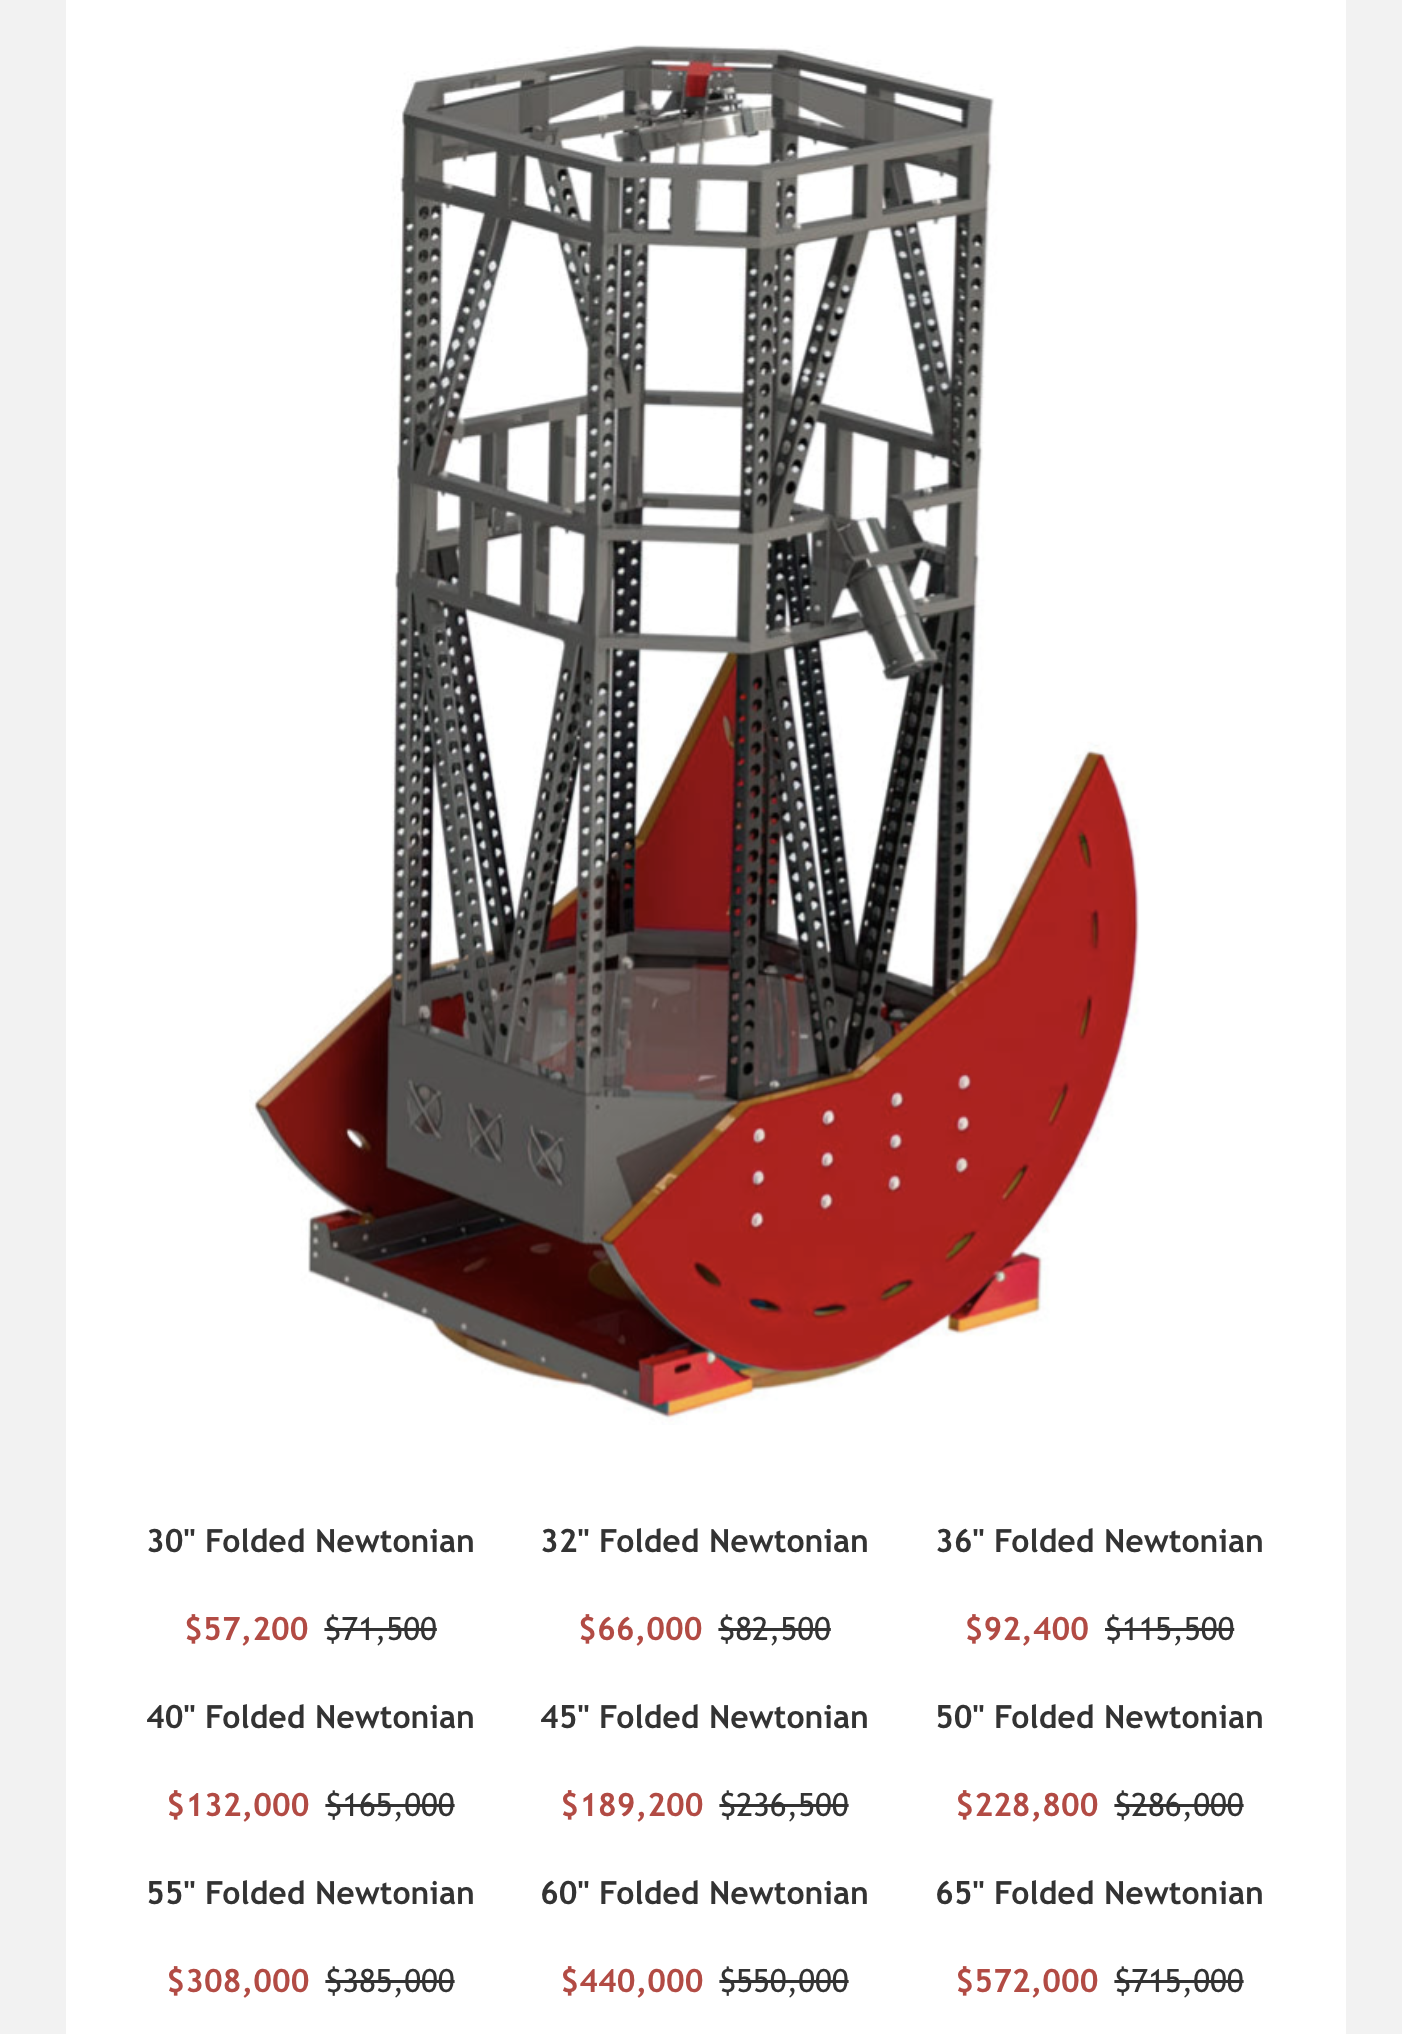 30" Folded Newtonian 32" Folded Newtonian 36" Folded Newtonian
$57,200 $71,500 $66,000 $82,500 $92,400 $115,500
40" Folded Newtonian 45" Folded Newtonian 50" Folded Newtonian
$132,000 $165,000 $189,200 $236,500 $228,800 $286,000
55" Folded Newtonian 60" Folded Newtonian 65" Folded Newtonian
$308,000 $385,000 $440,000 $550,000 $572,000 $715,000